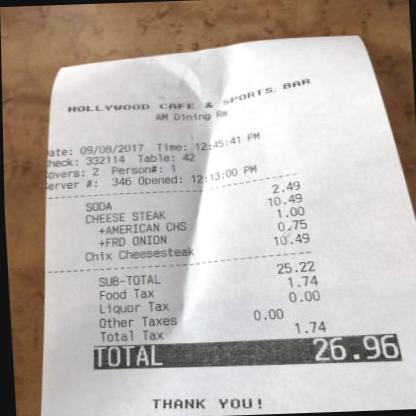 HOLLYWOOD CAFE & SPORTS BAR
AM Dining Rm
Date: 09/08/2017 Time: 12:45:41 PM
Check: 332114 Table: 42
Covers: 2 Person#: 1
Server #: 346 Opened: 12:13:00 PM
SODA 2.49
CHEESE STEAK 10.49
+AMERICAN CHS 1.00
+FRD ONION 0.75
Chix Cheesesteak 10.49
SUB-TOTAL 25.22
Food Tax 1.74
Liquor Tax 0.00
Other Taxes 0.00
Total Tax 1.74
TOTAL 26.96
THANK YOU!